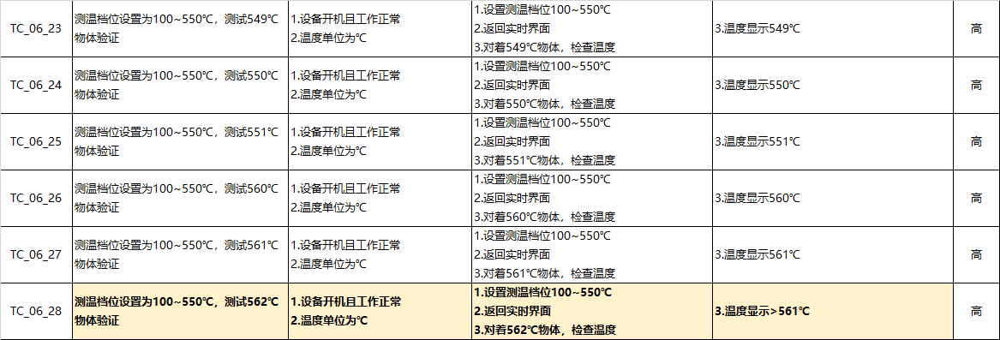 TC_06_23
测温档位设置为100~550℃，测试549℃
物体验证
1.设备开机且工作正常
2.温度单位为℃
1.设置测温档位100~550℃
2.返回实时界面
3.对着549℃物体，检查温度
3.温度显示549℃
高
TC_06_24
测温档位设置为100~550℃，测试550℃
物体验证
1.设备开机且工作正常
2.温度单位为℃
1.设置测温档位100~550℃
2.返回实时界面
3.对着550℃物体，检查温度
3.温度显示550℃
高
TC_06_25
测温档位设置为100~550℃，测试551℃
物体验证
1.设备开机且工作正常
2.温度单位为℃
1.设置测温档位100~550℃
2.返回实时界面
3.对着551℃物体，检查温度
3.温度显示551℃
高
TC_06_26
测温档位设置为100~550℃，测试560℃
物体验证
1.设备开机且工作正常
2.温度单位为℃
1.设置测温档位100~550℃
2.返回实时界面
3.对着560℃物体，检查温度
3.温度显示560℃
高
TC_06_27
测温档位设置为100~550℃，测试561℃
物体验证
1.设备开机且工作正常
2.温度单位为℃
1.设置测温档位100~550℃
2.返回实时界面
3.对着561℃物体，检查温度
3.温度显示561℃
高
TC_06_28
测温档位设置为100~550℃，测试562℃
物体验证
1.设备开机且工作正常
2.温度单位为℃
1.设置测温档位100~550℃
2.返回实时界面
3.对着562℃物体，检查温度
3.温度显示>561℃
高